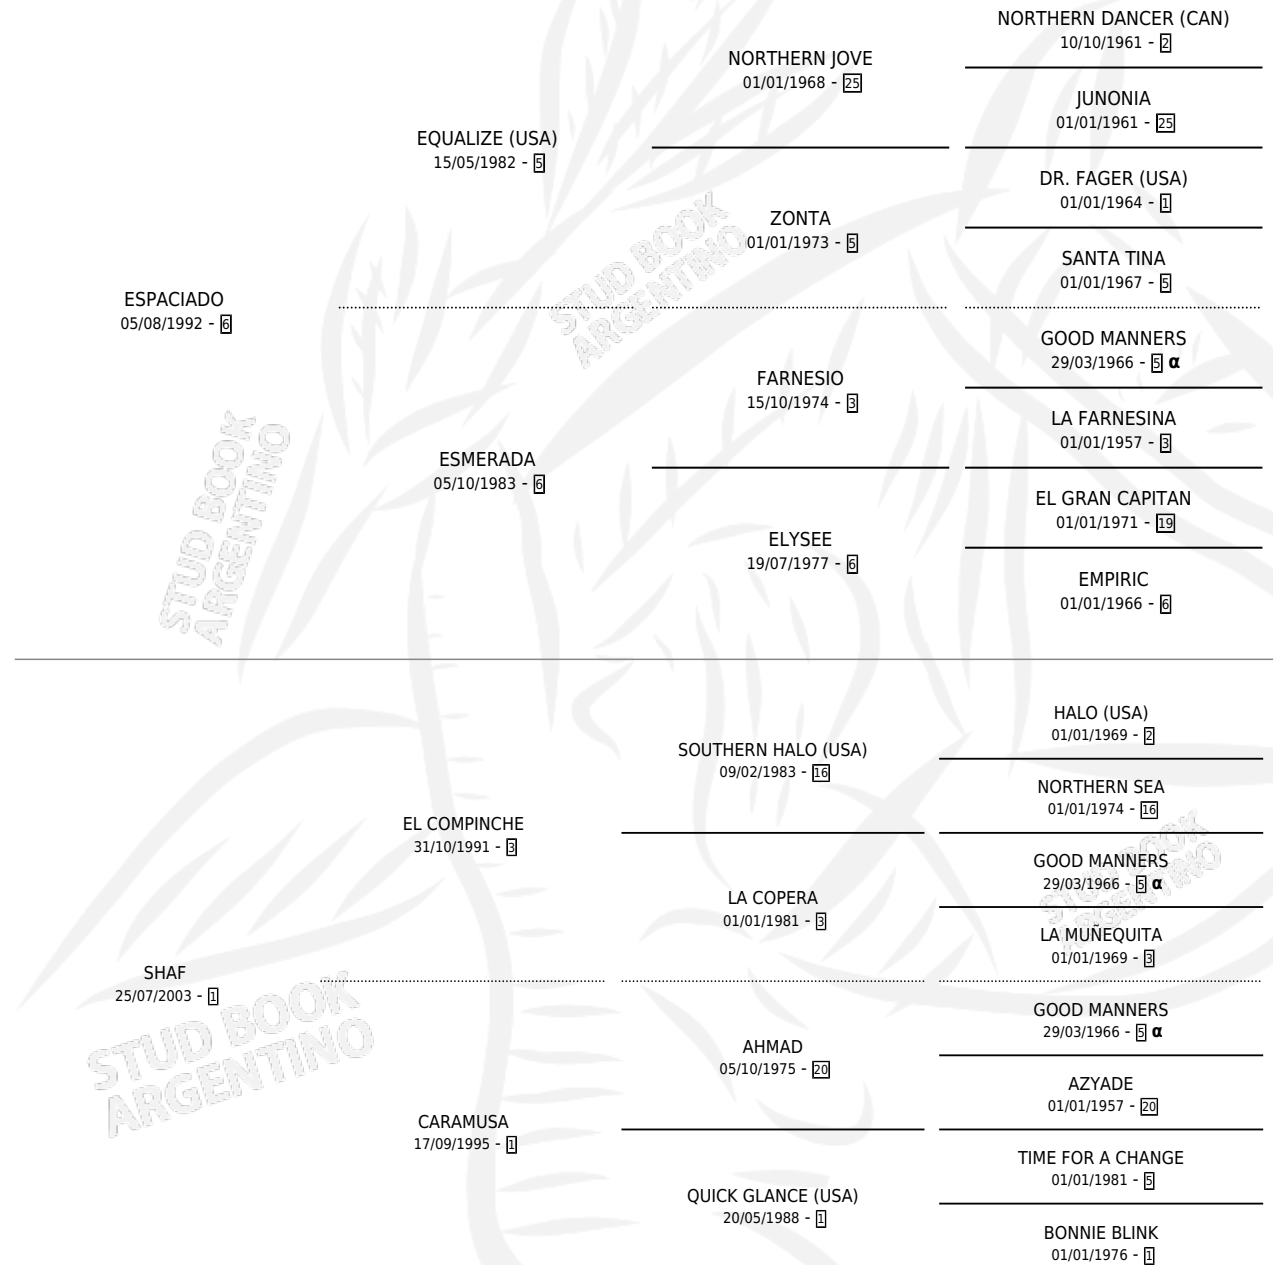 NORTHERN DANCER (CAN)
10/10/1961 - 2
NORTHERN JOVE
01/01/1968 - 25
JUNONIA
01/01/1961 - 25
EQUALIZE (USA)
15/05/1982 - 5
DR. FAGER (USA)
01/01/1964 - 1
ZONTA
01/01/1973 - 5
SANTA TINA
01/01/1967 - 5
ESPACIADO
05/08/1992 - 6
GOOD MANNERS
29/03/1966 - 5 α
FARNESIO
15/10/1974 - 3
LA FARNESINA
01/01/1957 - 3
ESMERADA
05/10/1983 - 6
EL GRAN CAPITAN
01/01/1971 - 19
ELYSEE
19/07/1977 - 6
EMPIRIC
01/01/1966 - 6
HALO (USA)
01/01/1969 - 2
SOUTHERN HALO (USA)
09/02/1983 - 16
NORTHERN SEA
01/01/1974 - 16
EL COMPINCHE
31/10/1991 - 3
GOOD MANNERS
29/03/1966 - 5 α
LA COPERA
01/01/1981 - 3
LA MUÑEQUITA
01/01/1969 - 3
SHAF
25/07/2003 - 1
GOOD MANNERS
29/03/1966 - 5 α
AHMAD
05/10/1975 - 20
AZYADE
01/01/1957 - 20
CARAMUSA
17/09/1995 - 1
TIME FOR A CHANGE
01/01/1981 - 5
QUICK GLANCE (USA)
20/05/1988 - 1
BONNIE BLINK
01/01/1976 - 1
STUD BOOK
ARGENTINO
STUD BOOK
ARGENTINO
STUD BOOK
ARGENTINO
STUD BOOK
ARGENTINO